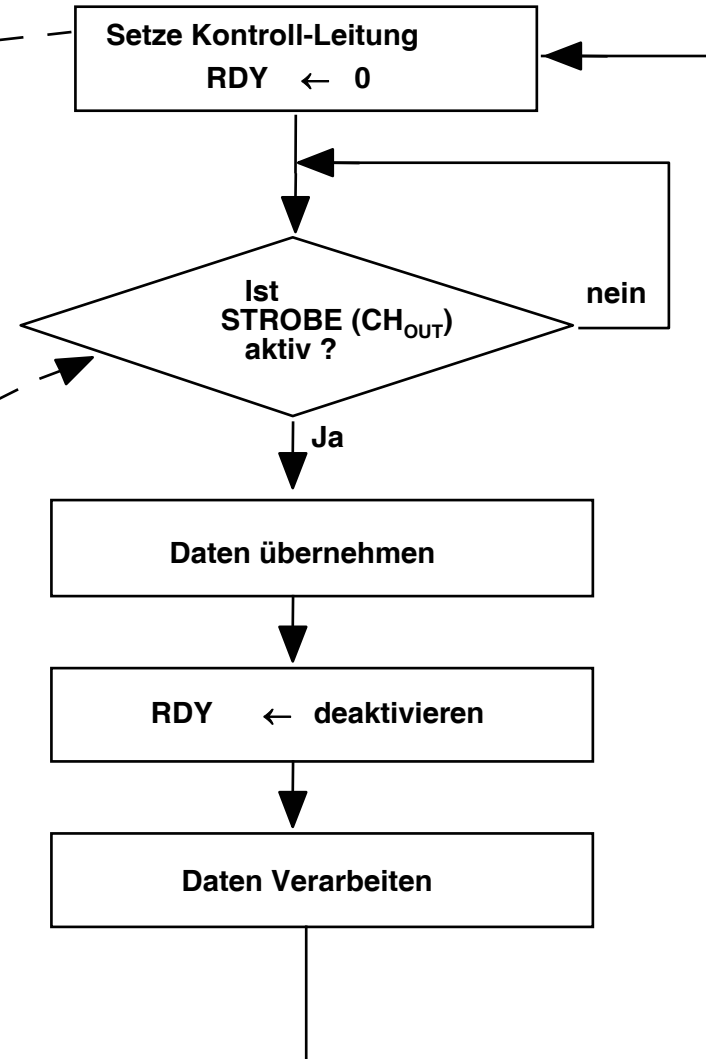 Setze Kontroll-Leitung
RDY ← 0
Ist
STROBE (CH_OUT)
aktiv ?
nein
Ja
Daten übernehmen
RDY ← deaktivieren
Daten Verarbeiten